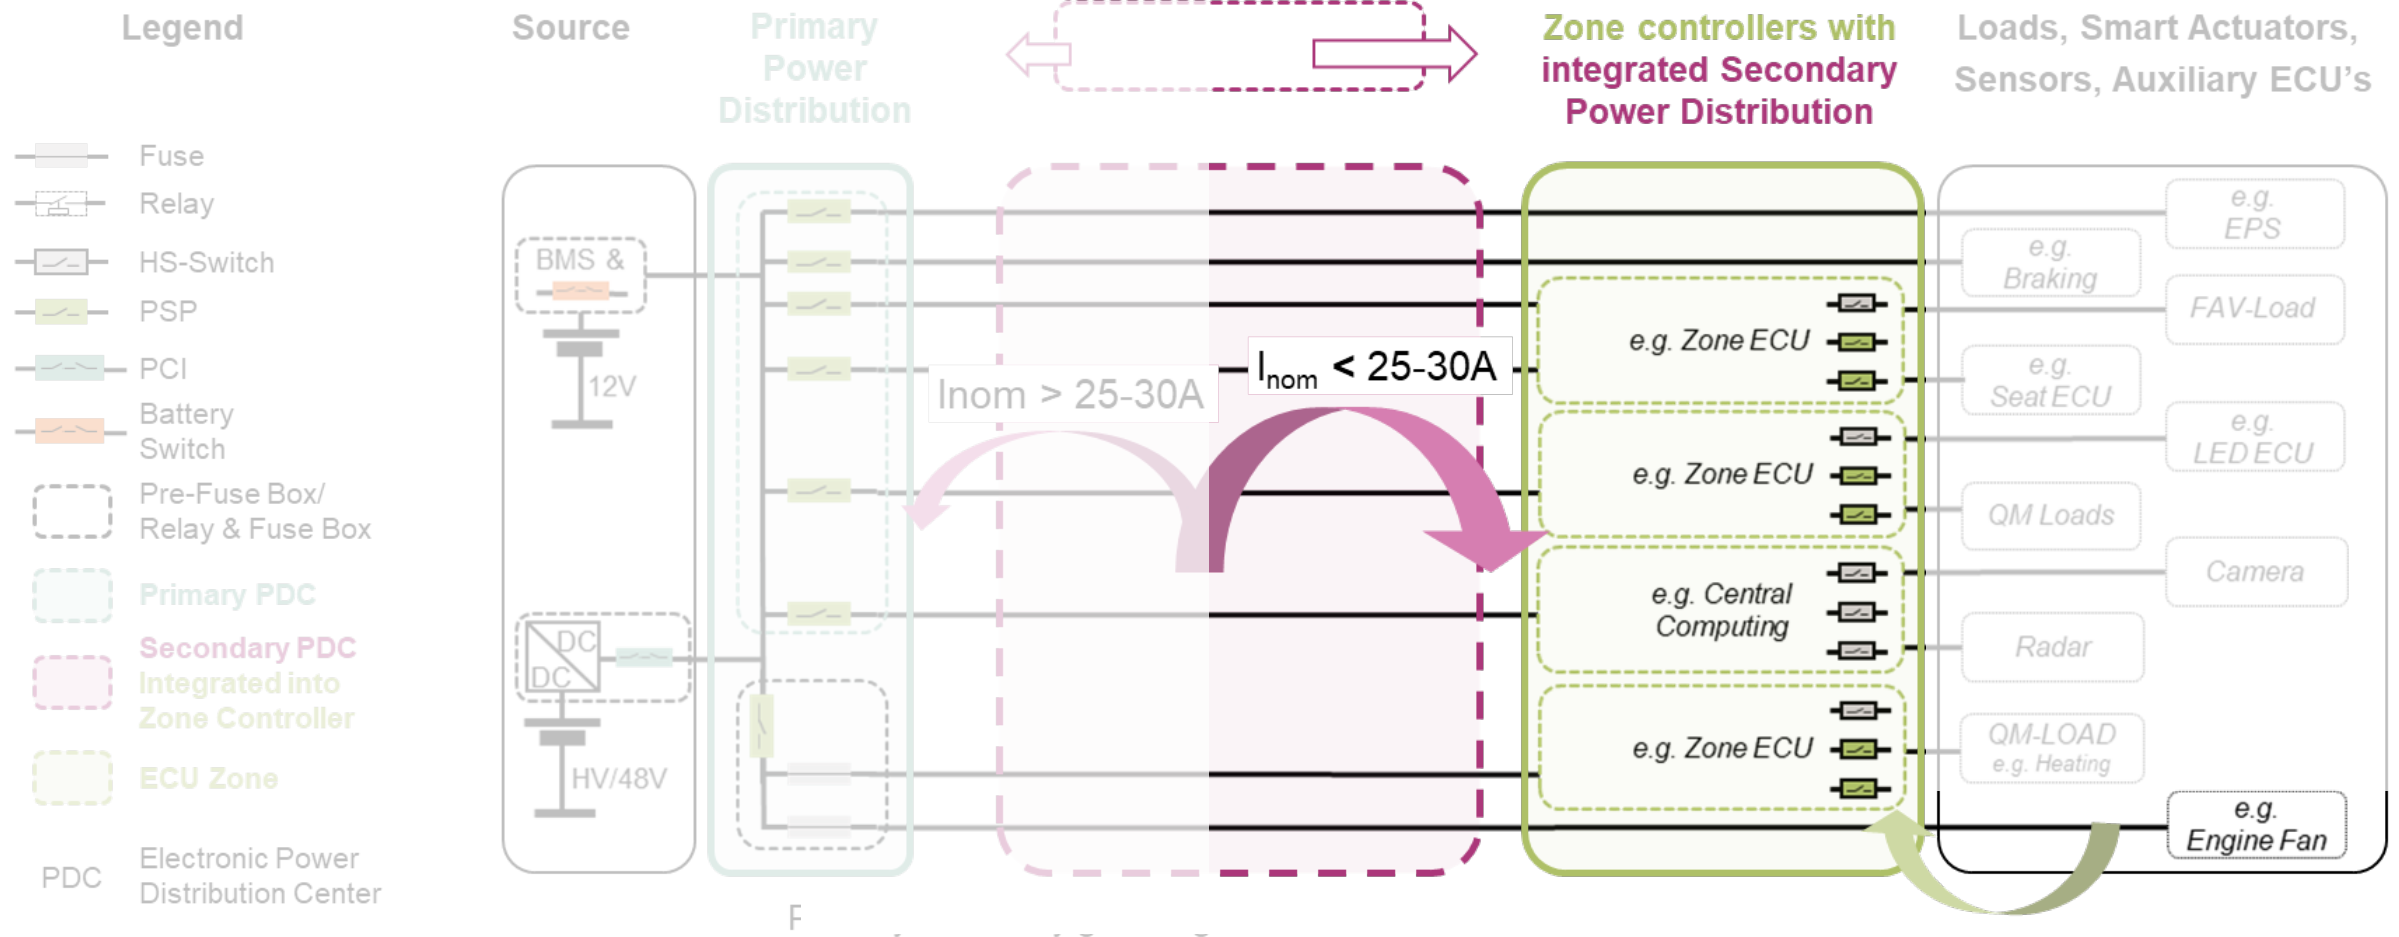 Legend
Fuse
Relay
HS-Switch
PSP
PCI
Battery
Switch
Pre-Fuse Box/
Relay & Fuse Box
Primary PDC
Secondary PDC
Integrated into
Zone Controller
ECU Zone
PDC
Electronic Power
Distribution Center
Source
BMS &
12V
DC
DC
HV/48V
Primary
Power
Distribution
Inom > 25-30A
Inom < 25-30A
Zone controllers with
integrated Secondary
Power Distribution
e.g. Zone ECU
e.g. Zone ECU
e.g. Central
Computing
e.g. Zone ECU
Loads, Smart Actuators,
Sensors, Auxiliary ECU's
e.g.
EPS
e.g.
Braking
FAV-Load
e.g.
Seat ECU
e.g.
LED ECU
QM Loads
Camera
Radar
QM-LOAD
e.g. Heating
e.g.
Engine Fan